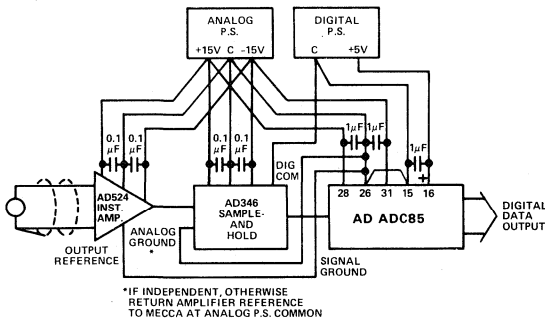 ANALOG
P.S.
+15V C -15V
DIGITAL
P.S.
C +5V
0.1
µF
0.1
µF
0.1
µF
0.1
µF
1µF
1µF
1µF
+
DIG
COM
28 26 31 15 16
AD524
INST.
AMP.
AD346
SAMPLE-
AND
HOLD
AD ADC85
DIGITAL
DATA
OUTPUT
ANALOG
GROUND
*
OUTPUT
REFERENCE
SIGNAL
GROUND
*IF INDEPENDENT, OTHERWISE
RETURN AMPLIFIER REFERENCE
TO MECCA AT ANALOG P.S. COMMON